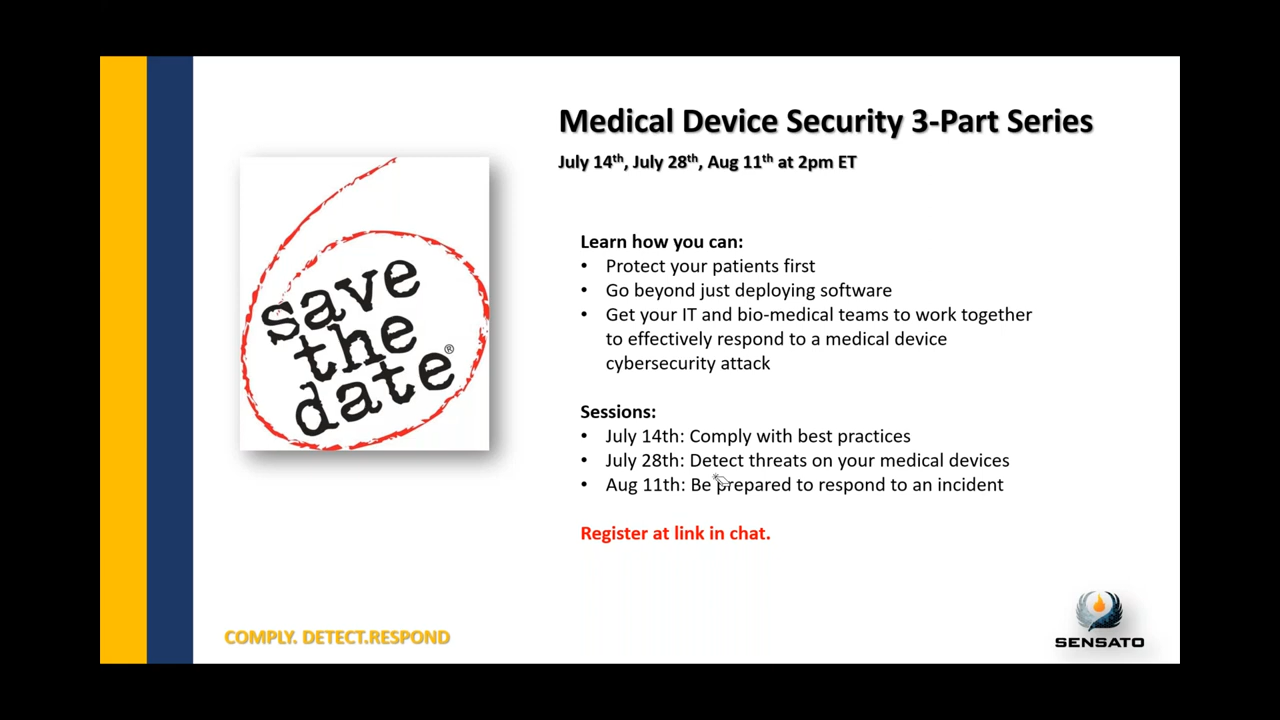 Medical Device Security 3-Part Series
July 14th, July 28th, Aug 11th at 2pm ET
save
the
date®
Learn how you can:
• Protect your patients first
• Go beyond just deploying software
• Get your IT and bio-medical teams to work together
to effectively respond to a medical device
cybersecurity attack
Sessions:
• July 14th: Comply with best practices
• July 28th: Detect threats on your medical devices
• Aug 11th: Be prepared to respond to an incident
Register at link in chat.
COMPLY. DETECT.RESPOND
SENSATO